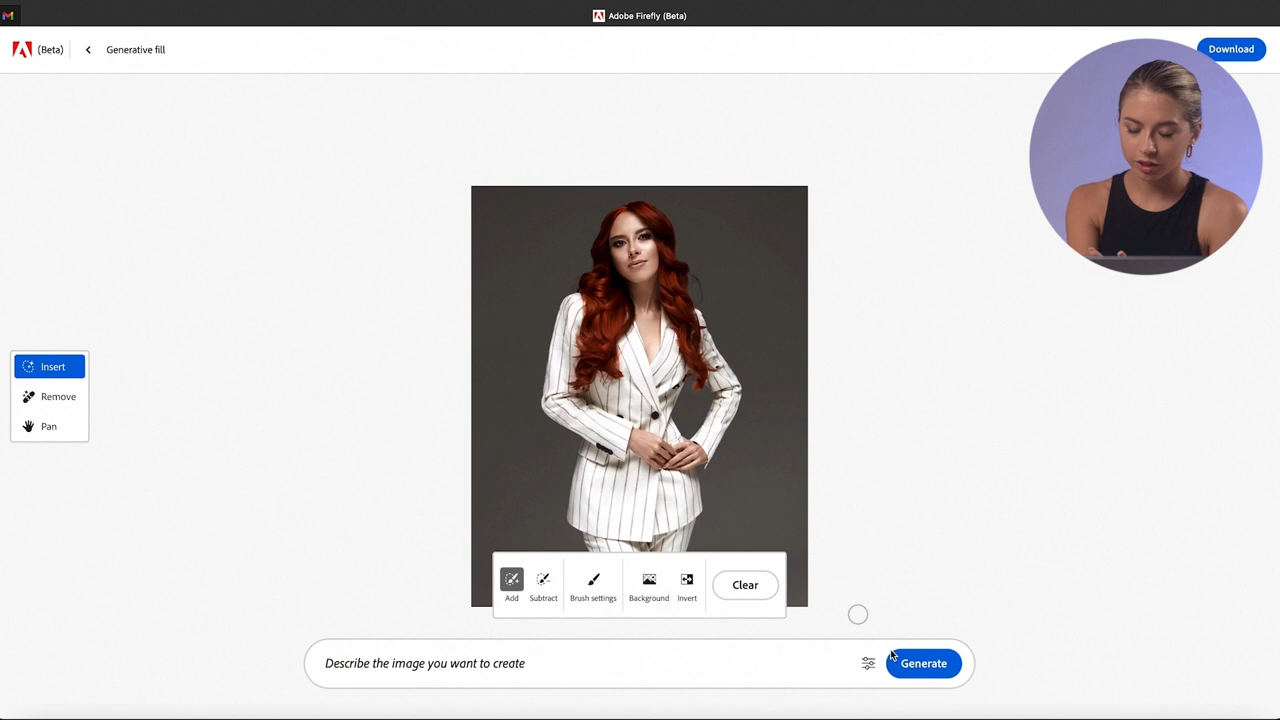 Adobe Firefly (Beta)
(Beta)
Generative fill
Download
Insert
Remove
Pan
Add
Subtract
Brush settings
Background
Invert
Clear
Describe the image you want to create
Generate